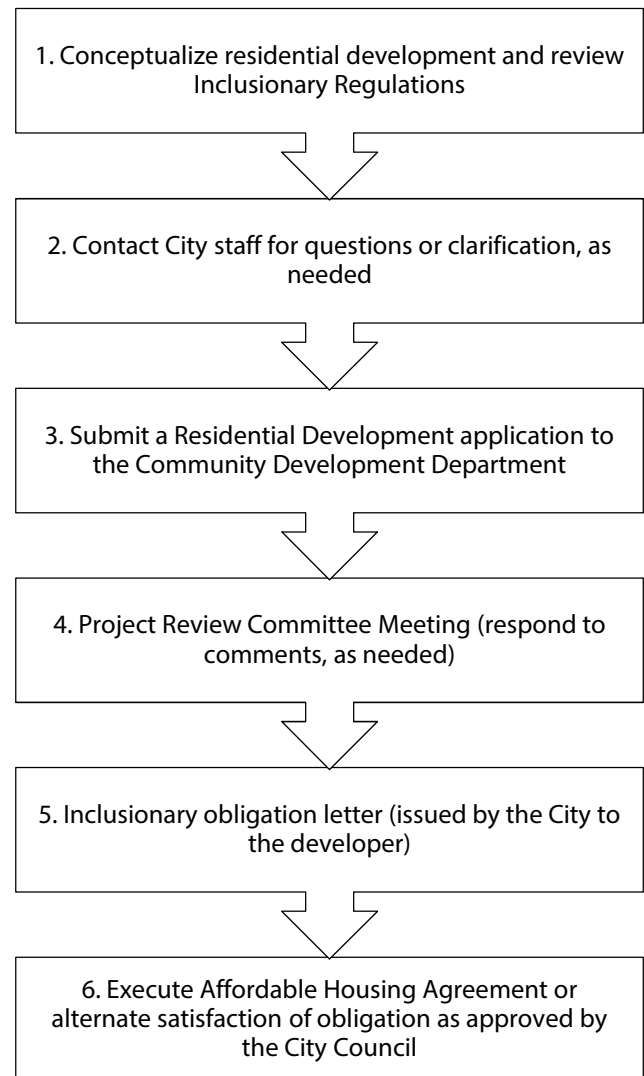 1. Conceptualize residential development and review
Inclusionary Regulations
2. Contact City staff for questions or clarification, as
needed
3. Submit a Residential Development application to
the Community Development Department
4. Project Review Committee Meeting (respond to
comments, as needed)
5. Inclusionary obligation letter (issued by the City to
the developer)
6. Execute Affordable Housing Agreement or
alternate satisfaction of obligation as approved by
the City Council